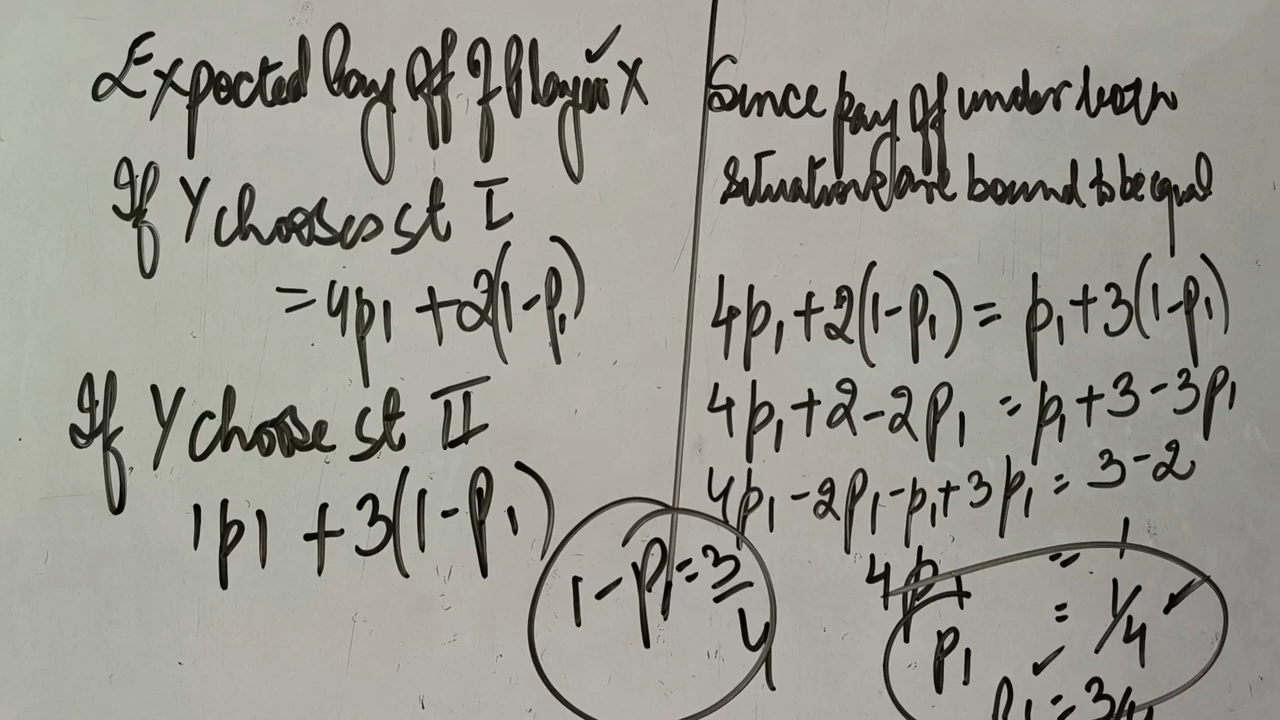 Expected Pay off of Player X
If Y chooses st I
= 4p1 + 2(1-p1)
If Y choose st II
1p1 + 3(1-p1)
1-p1 = 3/4
Since pay off under both
situations are bound to be equal
4p1 + 2(1-p1) = p1 + 3(1-p1)
4p1 + 2 - 2p1 = p1 + 3 - 3p1
4p1 - 2p1 - p1 + 3p1 = 3 - 2
4p1 = 1
p1 = 1/4